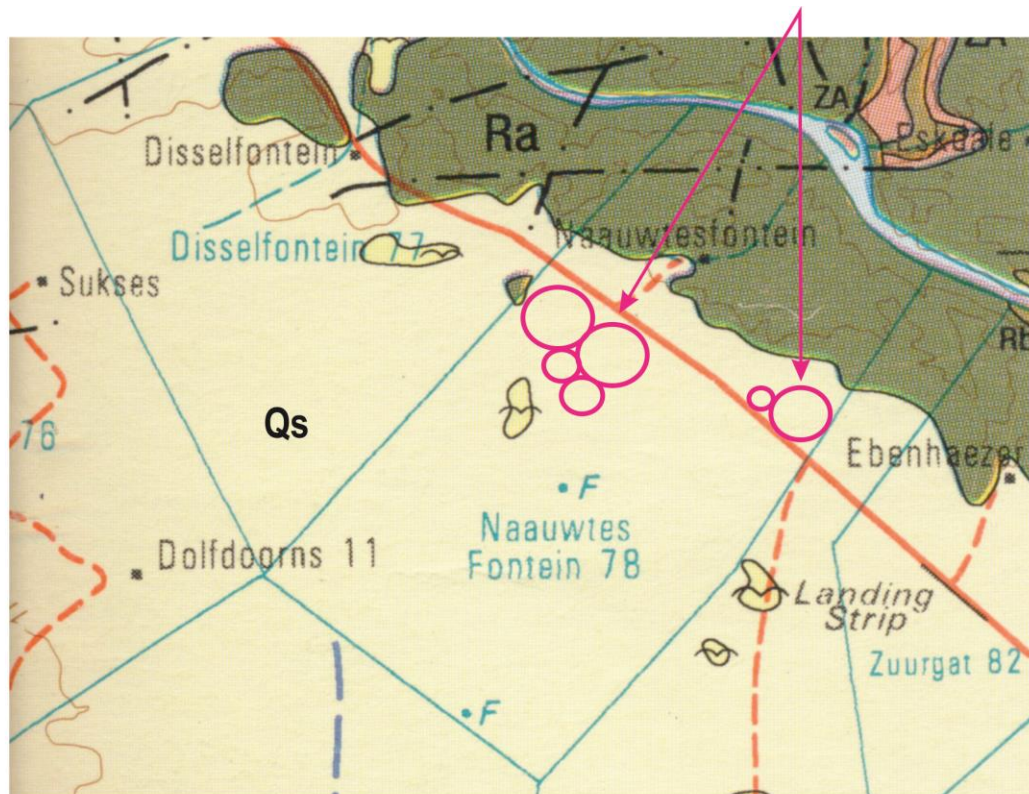 ZA
ZA
Eskdale
Ra
Disselfontein
Naauwtesfontein
Disselfontein 77
Sukses
Rb
Qs
76
Ebenhaezer
F
Naauwtes
Fontein 78
Dolfdoorns 11
Landing
Strip
Zuurgat 82
F